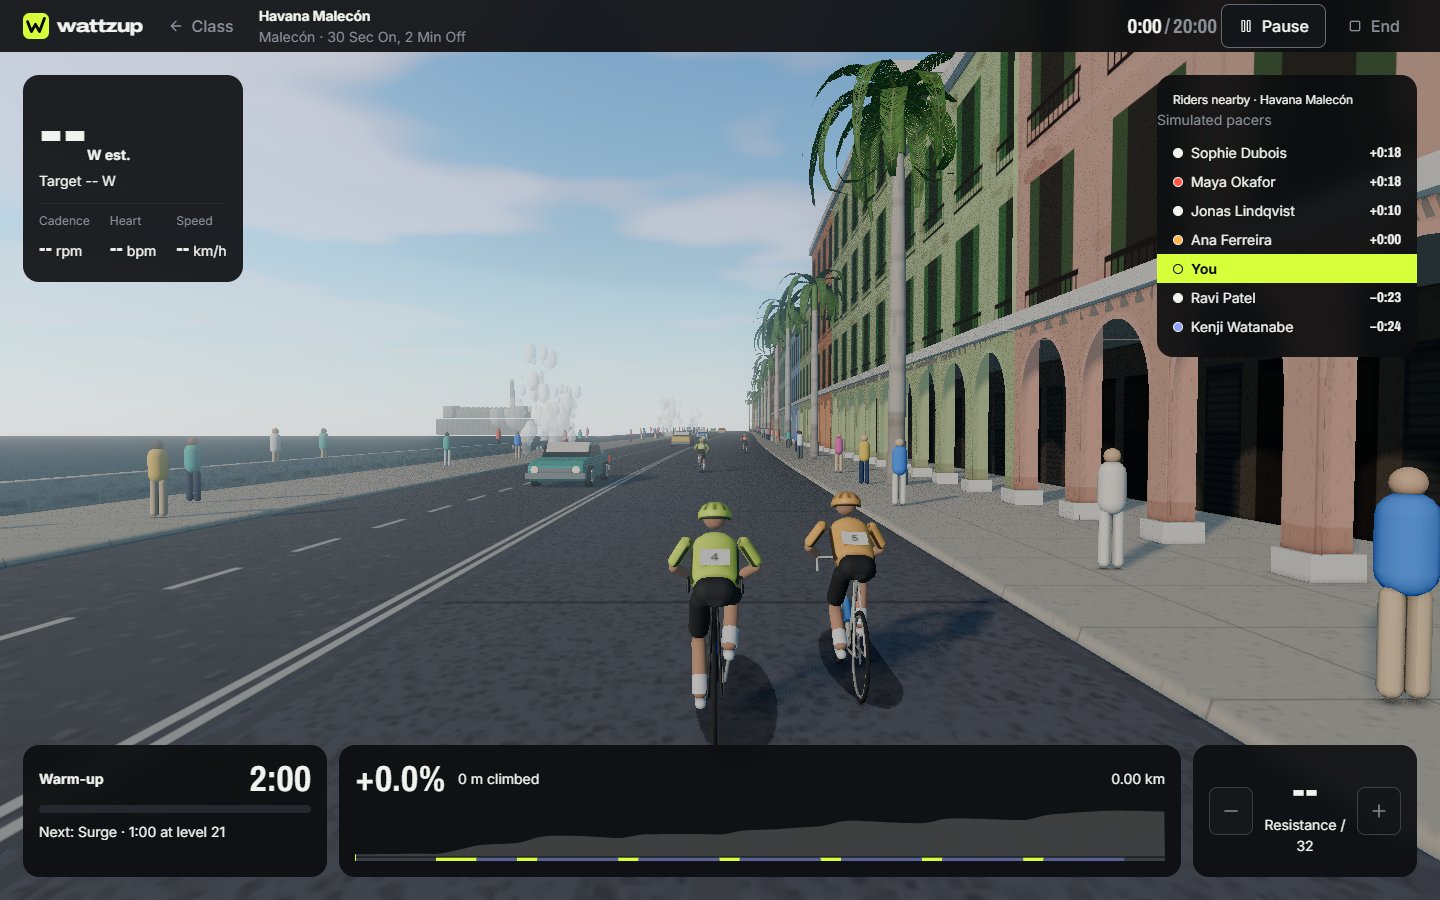 W wattzup
← Class
Havana Malecón
Malecón · 30 Sec On, 2 Min Off
0:00 / 20:00
Pause
End
--
W est.
Target -- W
Cadence Heart Speed
-- rpm -- bpm -- km/h
Riders nearby · Havana Malecón
Simulated pacers
Sophie Dubois +0:18
Maya Okafor +0:18
Jonas Lindqvist +0:10
Ana Ferreira +0:00
You
Ravi Patel −0:23
Kenji Watanabe −0:24
4
5
Warm-up 2:00
Next: Surge · 1:00 at level 21
+0.0% 0 m climbed 0.00 km
--
Resistance /
32